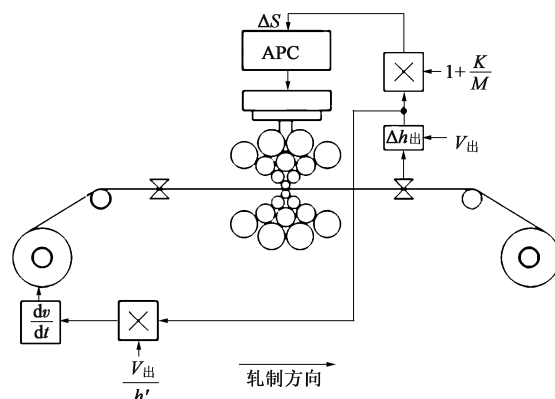 ΔS
APC
×
1+K/M
Δh出
V出
dv/dt
×
V出/h′
轧制方向